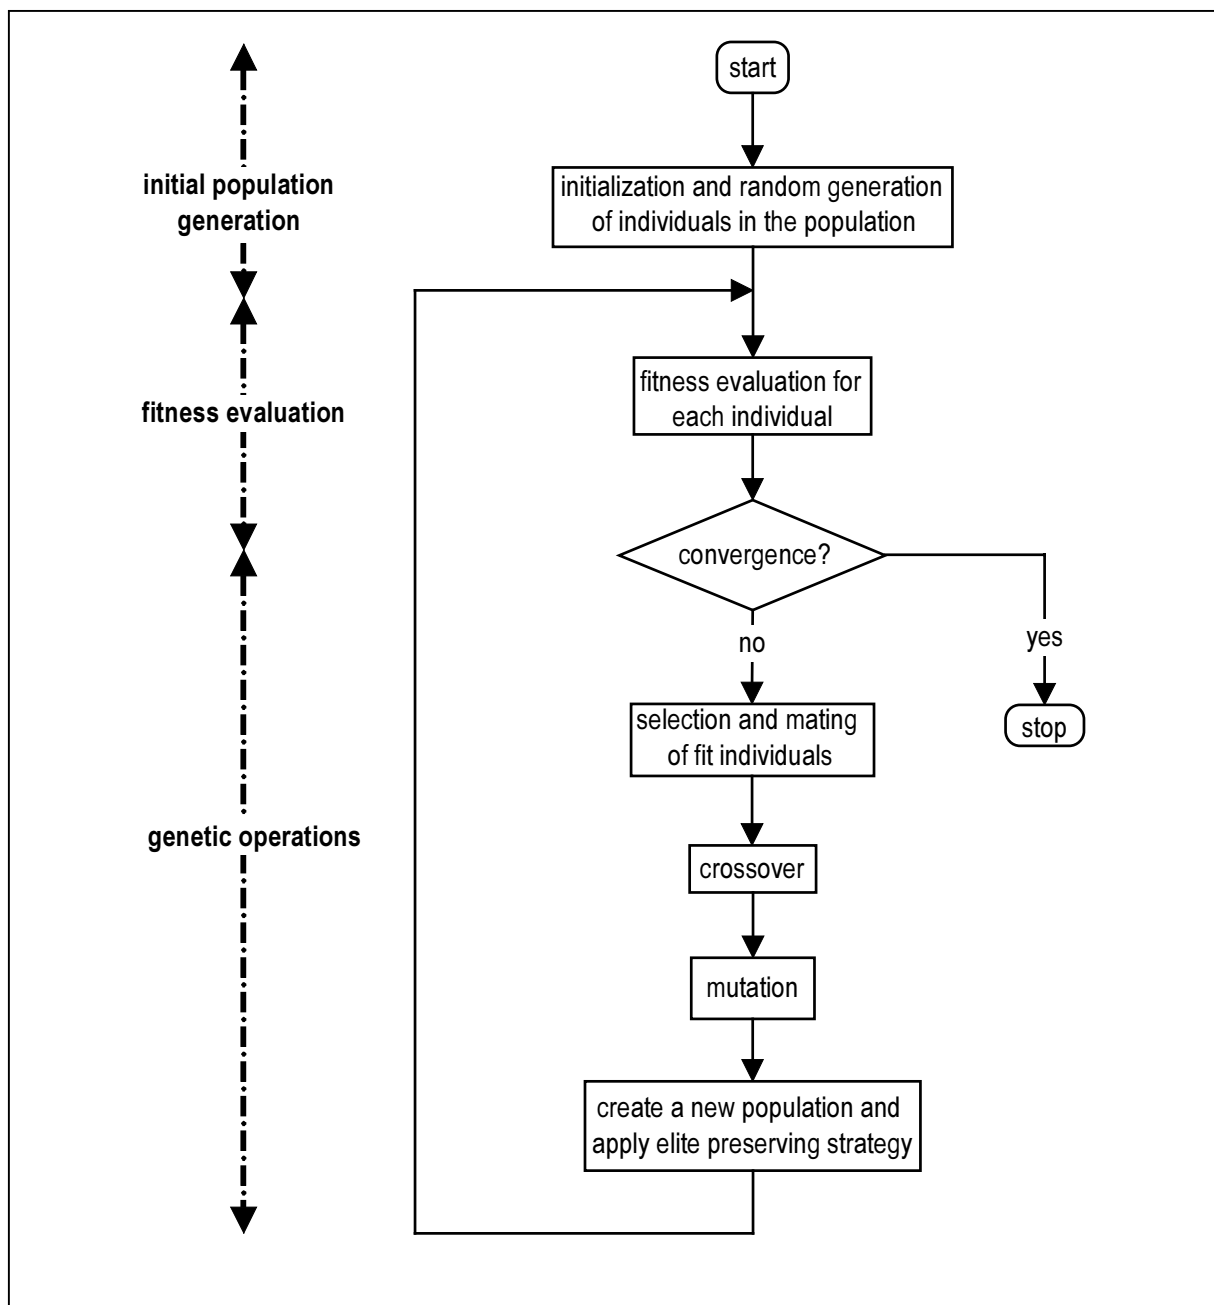 start
initial population
generation
initialization and random generation
of individuals in the population
fitness evaluation
fitness evaluation for
each individual
convergence?
no
yes
selection and mating
of fit individuals
stop
genetic operations
crossover
mutation
create a new population and
apply elite preserving strategy